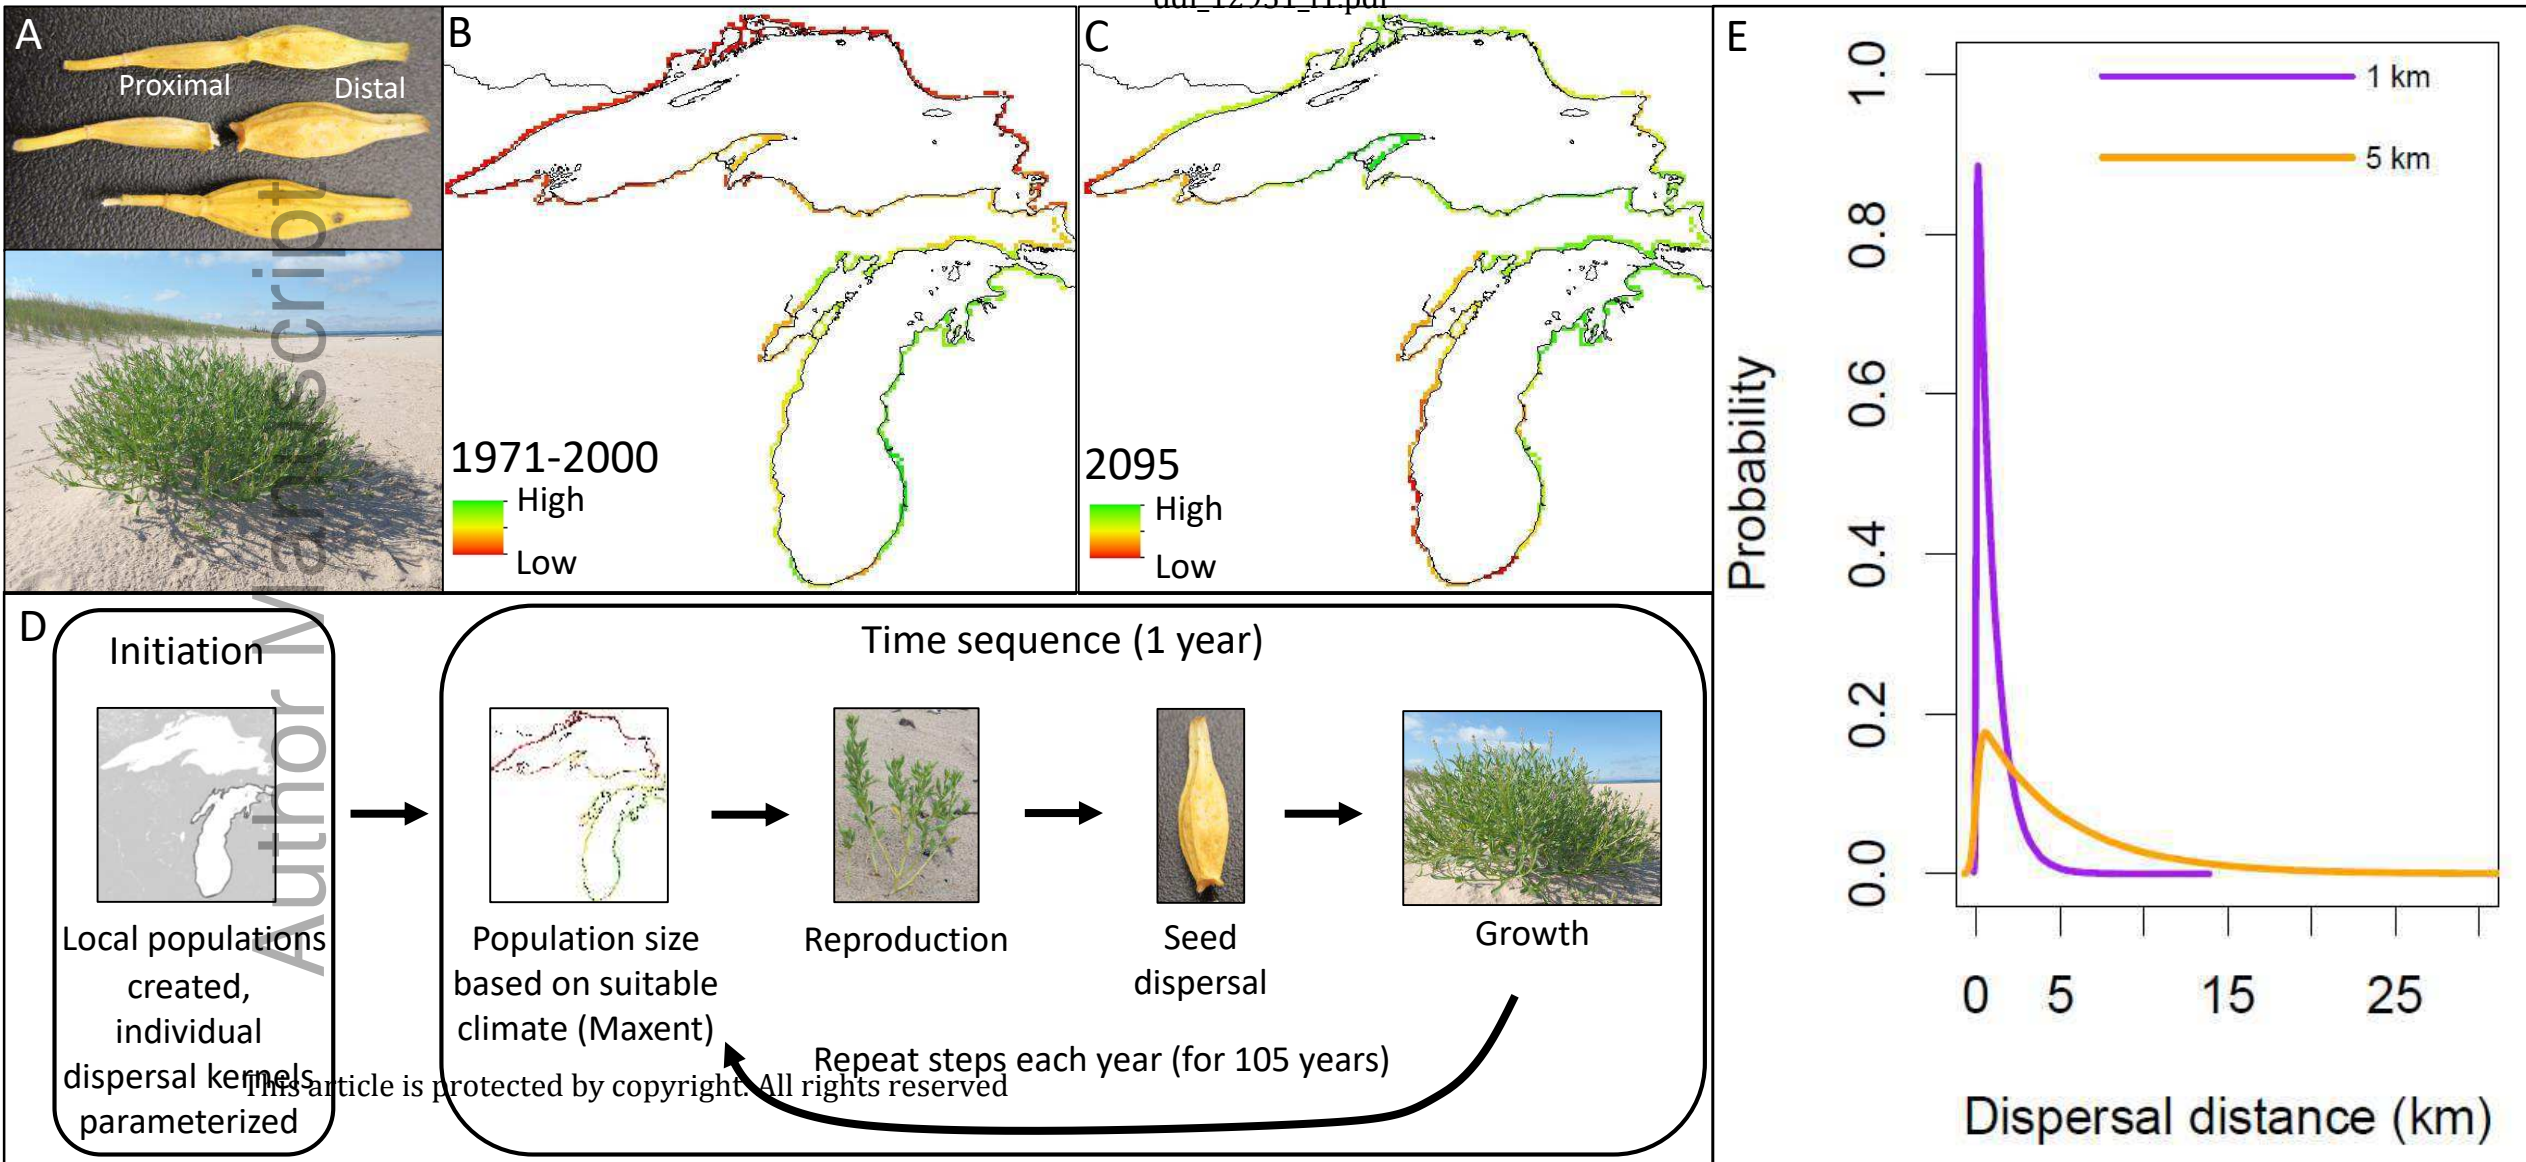 A
Proximal
Distal
B
1971-2000
High
Low
C
2095
High
Low
D
Initiation
Local populations
created,
individual
dispersal kernels
parameterized
Time sequence (1 year)
Population size
based on suitable
climate (Maxent)
Reproduction
Seed
dispersal
Growth
Repeat steps each year (for 105 years)
E
1 km
5 km
Probability
1.0
0.8
0.6
0.4
0.2
0.0
0 5 15 25
Dispersal distance (km)
Author Manuscript
This article is protected by copyright. All rights reserved